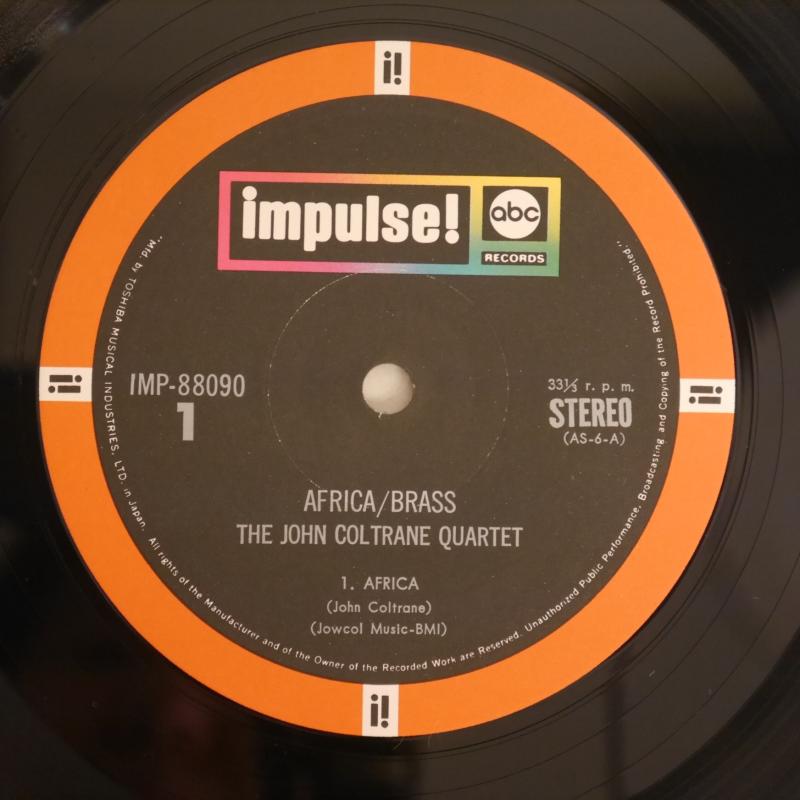 i!
impulse!
abc
RECORDS
IMP-88090
1
33⅓ r. p. m.
STEREO
(AS-6-A)
i!
i!
AFRICA/BRASS
THE JOHN COLTRANE QUARTET
1. AFRICA
(John Coltrane)
(Jowcol Music-BMI)
i!
"Mfd. by TOSHIBA MUSICAL INDUSTRIES, LTD. in Japan. All rights of the Manufacturer and of the Owner of the Recorded Work are Reserved. Unauthorized Public Performance, Broadcasting and Copying of the Record Prohibited."